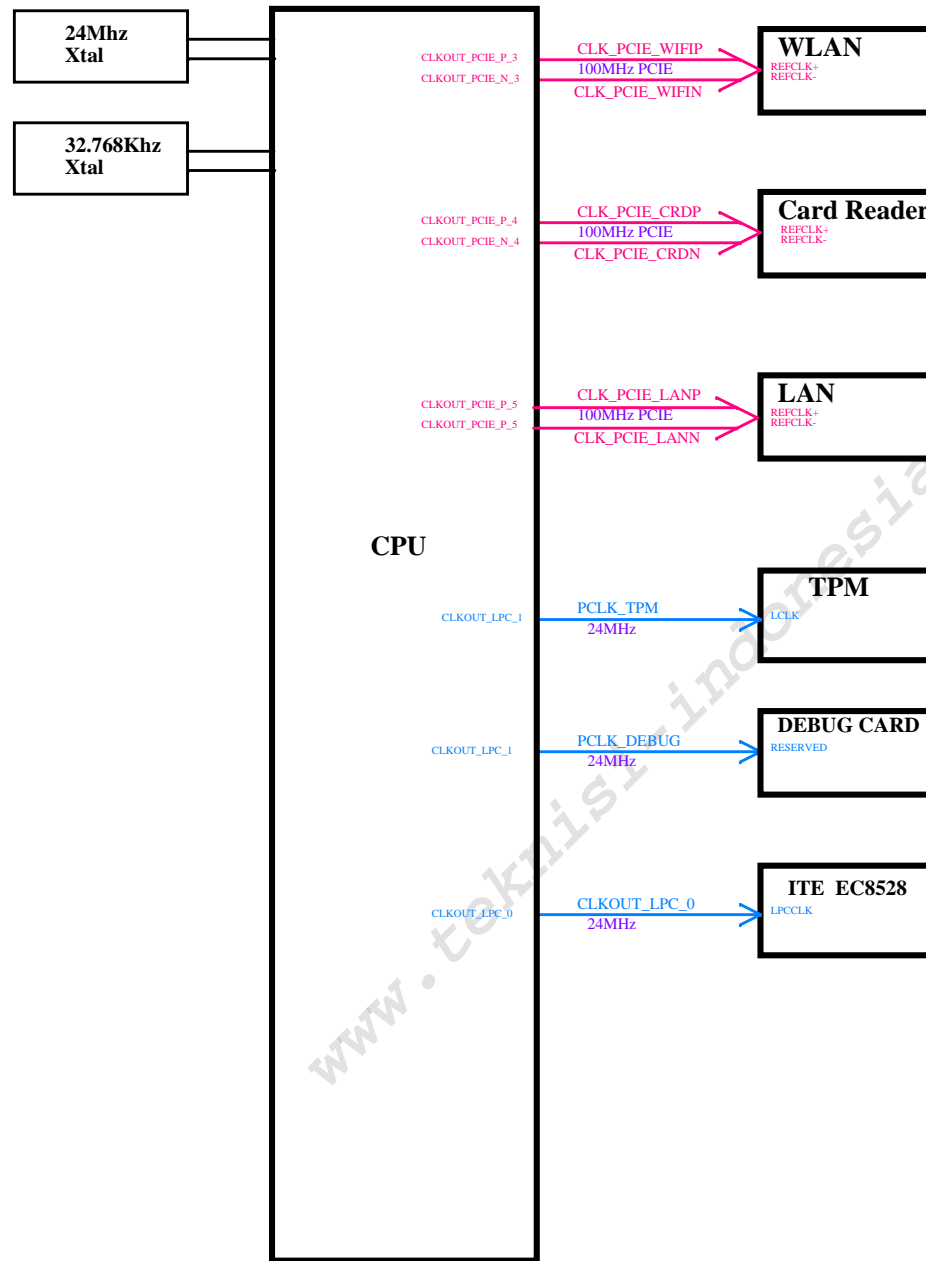 24Mhz
Xtal
32.768Khz
Xtal
CPU
CLKOUT_PCIE_P_3
CLKOUT_PCIE_N_3
CLK_PCIE_WIFIP
100MHz PCIE
CLK_PCIE_WIFIN
WLAN
REFCLK+
REFCLK-
CLKOUT_PCIE_P_4
CLKOUT_PCIE_N_4
CLK_PCIE_CRDP
100MHz PCIE
CLK_PCIE_CRDN
Card Reader
REFCLK+
REFCLK-
CLKOUT_PCIE_P_5
CLKOUT_PCIE_P_5
CLK_PCIE_LANP
100MHz PCIE
CLK_PCIE_LANN
LAN
REFCLK+
REFCLK-
CLKOUT_LPC_1
PCLK_TPM
24MHz
TPM
LCLK
CLKOUT_LPC_1
PCLK_DEBUG
24MHz
DEBUG CARD
RESERVED
CLKOUT_LPC_0
CLKOUT_LPC_0
24MHz
ITE EC8528
LPCCLK
www.teknisi-indonesia